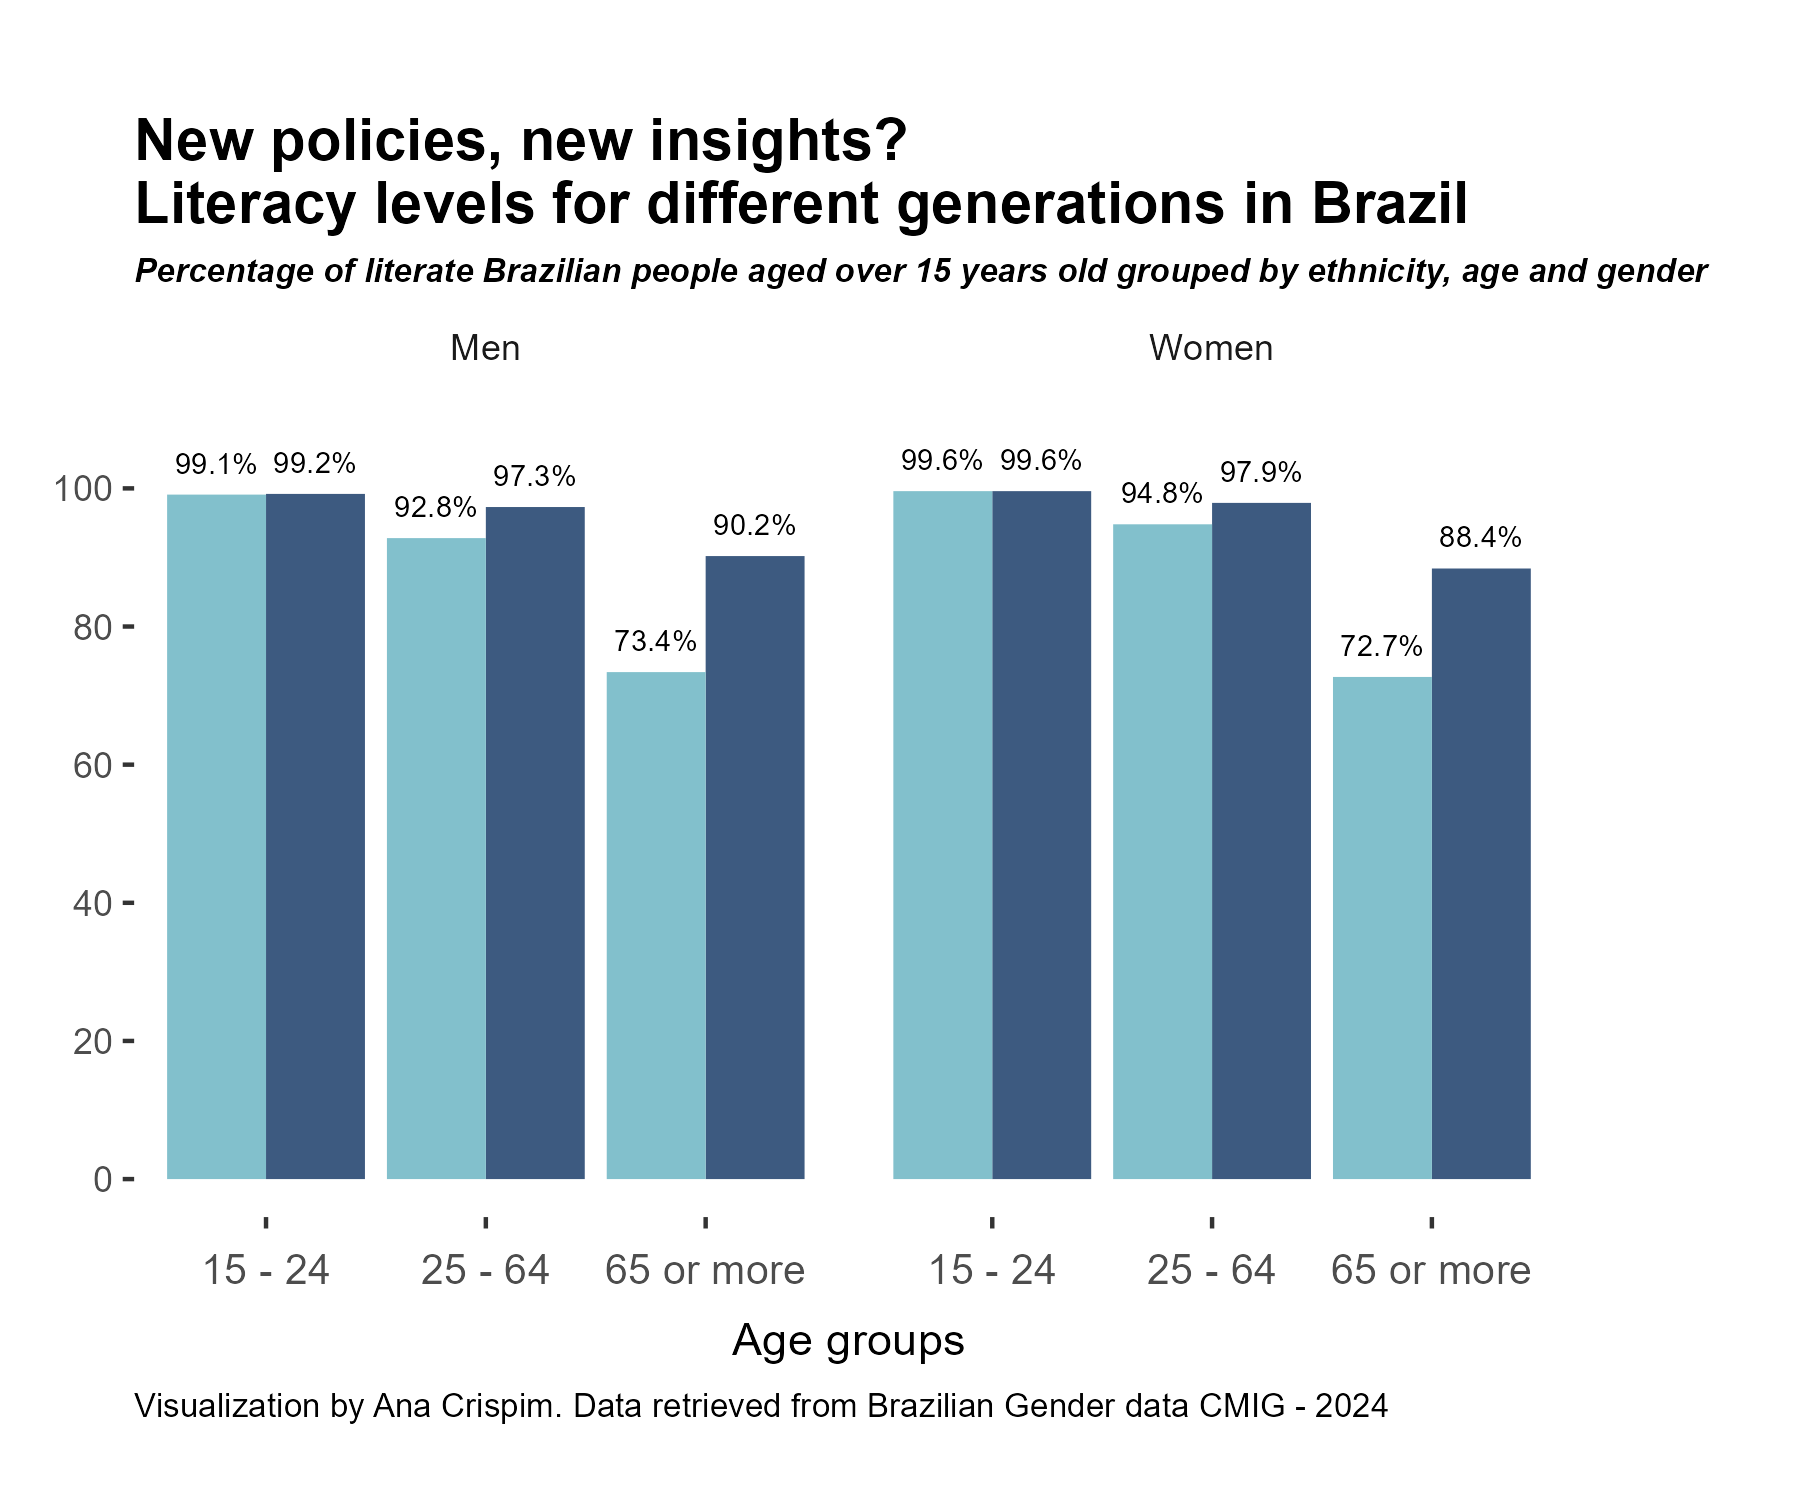 New policies, new insights?
Literacy levels for different generations in Brazil
Percentage of literate Brazilian people aged over 15 years old grouped by ethnicity, age and gender
Men
Women
99.1% 99.2% 92.8% 97.3% 73.4% 90.2%
99.6% 99.6% 94.8% 97.9% 72.7% 88.4%
100
80
60
40
20
0
15 - 24 25 - 64 65 or more 15 - 24 25 - 64 65 or more
Age groups
Visualization by Ana Crispim. Data retrieved from Brazilian Gender data CMIG - 2024